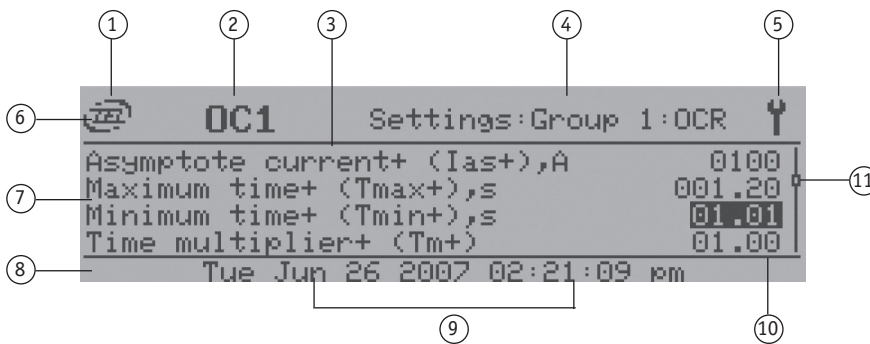 1 2 3 4 5
6 OC1 Settings:Group 1:OCR
Asymptote current+ (Ias+),A 0100
11
7 Maximum time+ (Tmax+),s 001.20
Minimum time+ (Tmin+),s 01.01
Time multiplier+ (Tm+) 01.00
8 Tue Jun 26 2007 02:21:09 pm
9 10